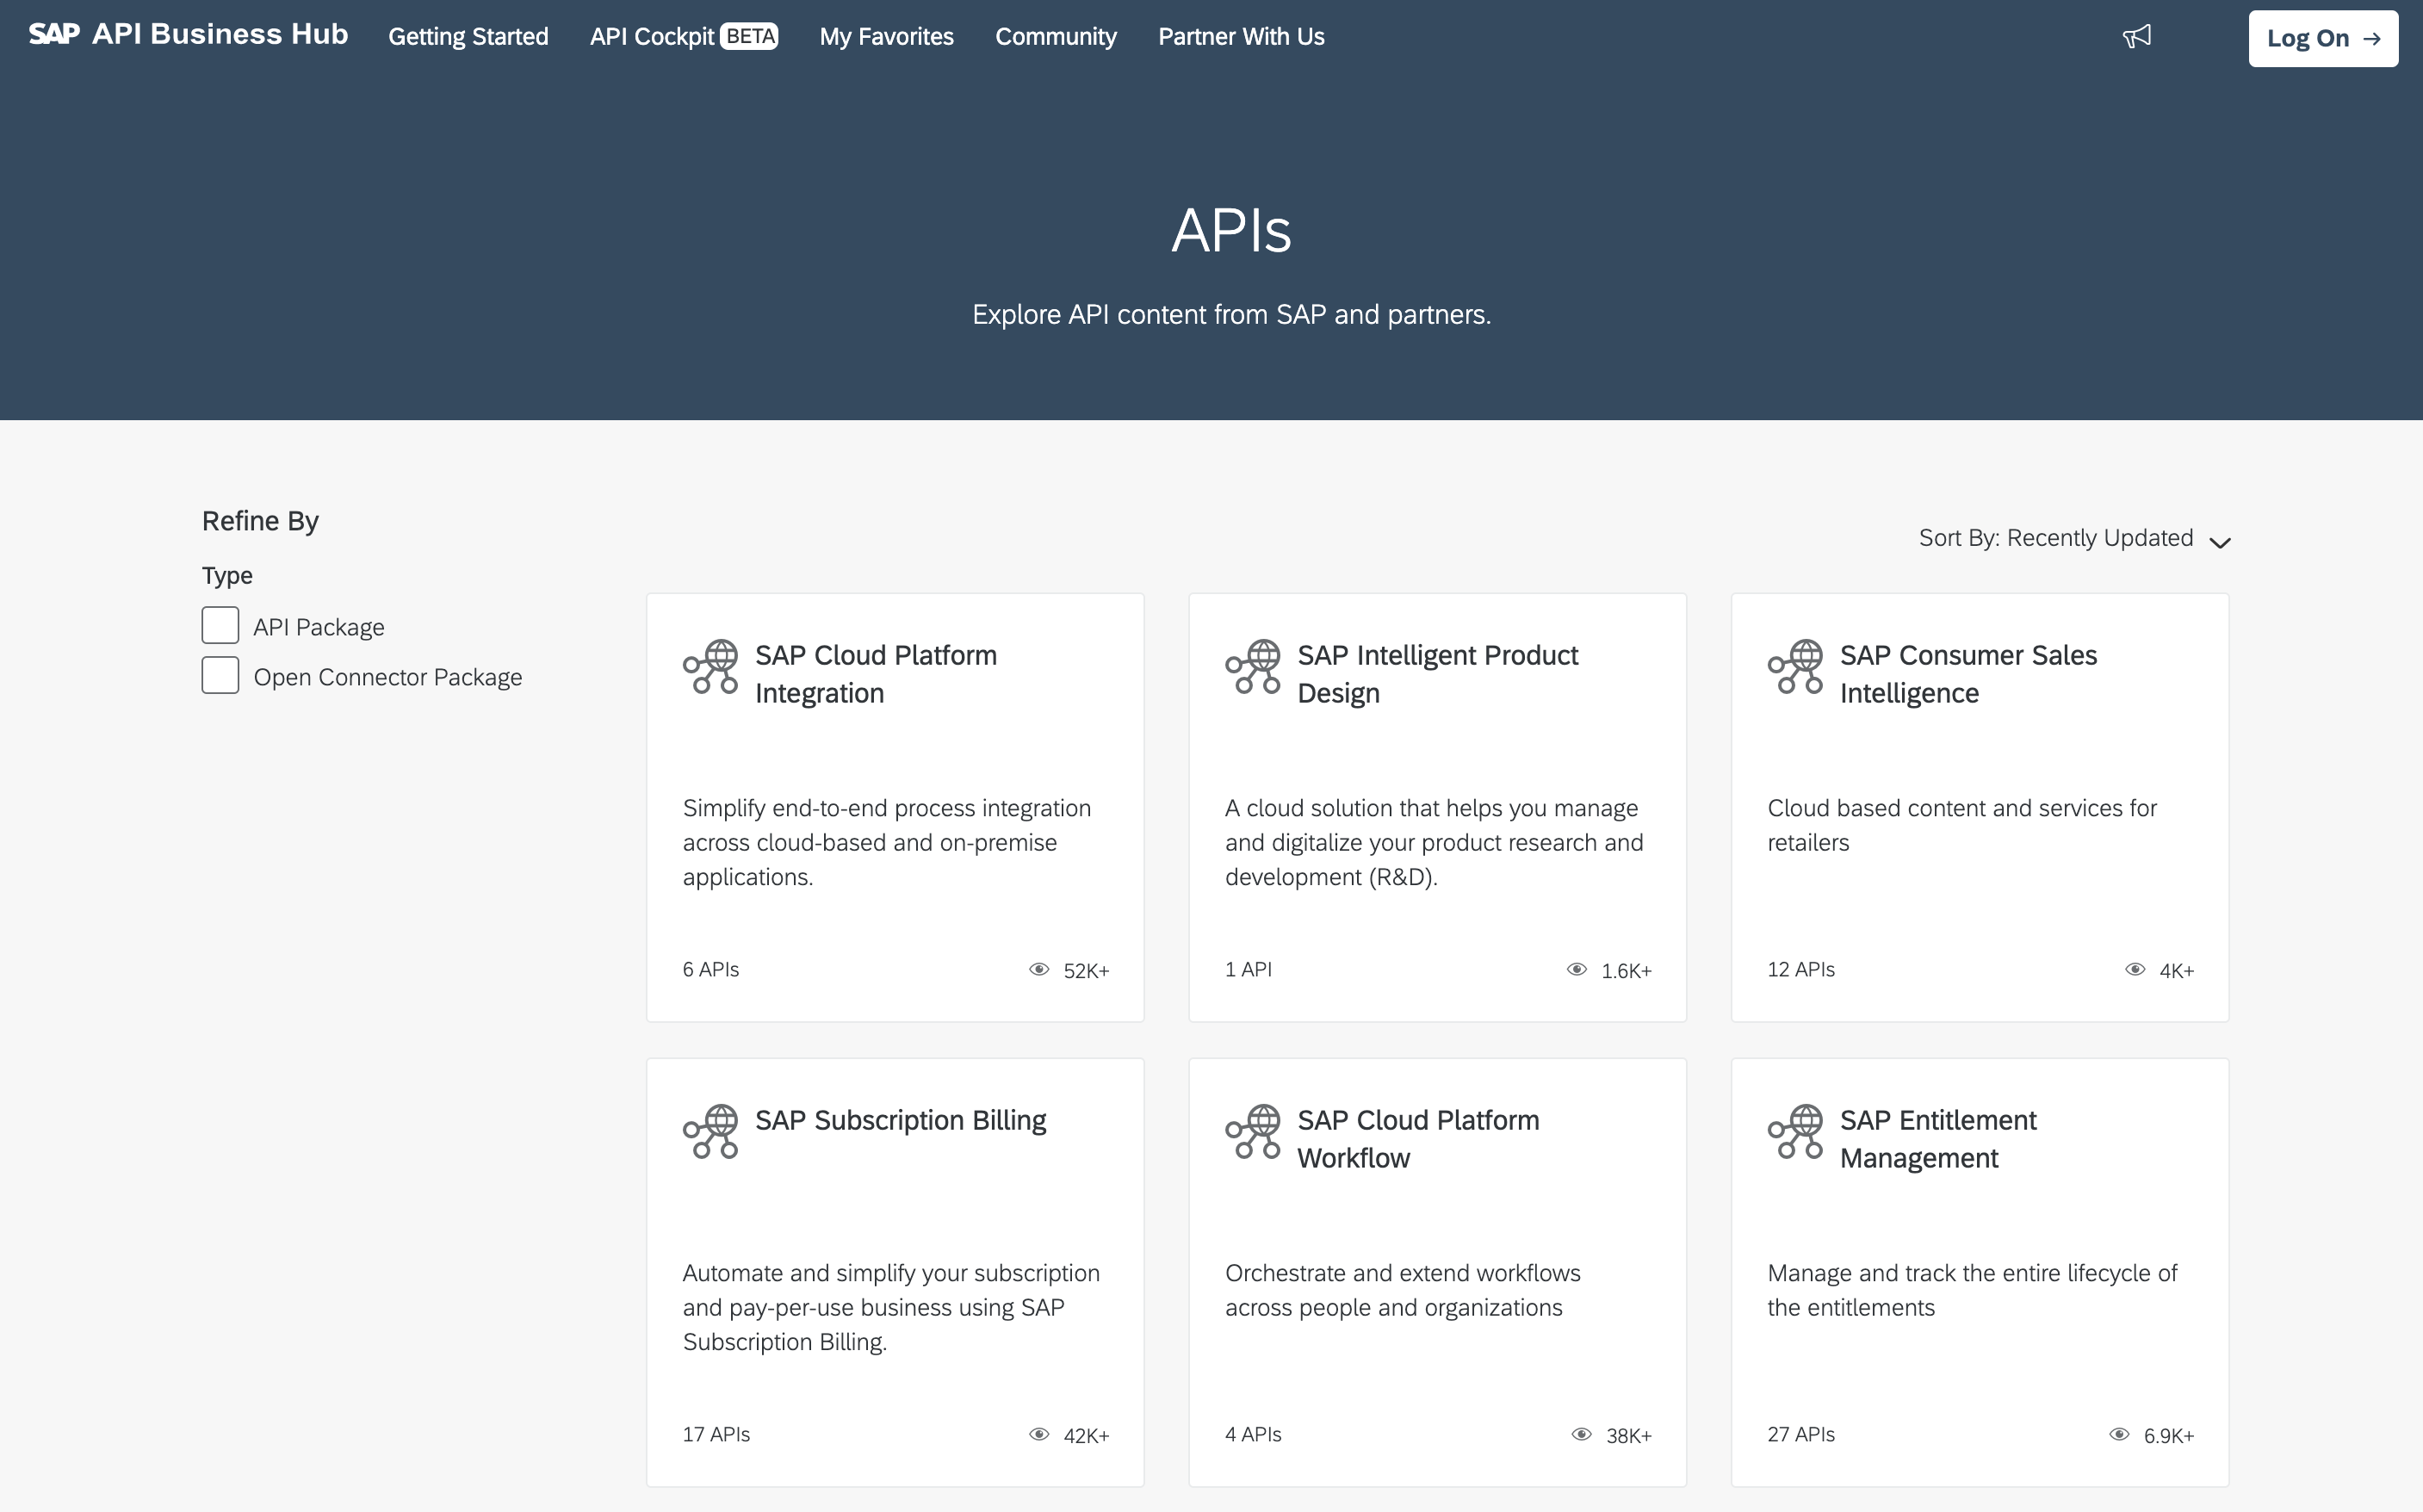 SAP API Business Hub Getting Started API Cockpit BETA My Favorites Community Partner With Us Log On →
APIs
Explore API content from SAP and partners.
Refine By
Sort By: Recently Updated
Type
API Package
Open Connector Package
SAP Cloud Platform
Integration
Simplify end-to-end process integration
across cloud-based and on-premise
applications.
6 APIs 52K+
SAP Intelligent Product
Design
A cloud solution that helps you manage
and digitalize your product research and
development (R&D).
1 API 1.6K+
SAP Consumer Sales
Intelligence
Cloud based content and services for
retailers
12 APIs 4K+
SAP Subscription Billing
Automate and simplify your subscription
and pay-per-use business using SAP
Subscription Billing.
17 APIs 42K+
SAP Cloud Platform
Workflow
Orchestrate and extend workflows
across people and organizations
4 APIs 38K+
SAP Entitlement
Management
Manage and track the entire lifecycle of
the entitlements
27 APIs 6.9K+